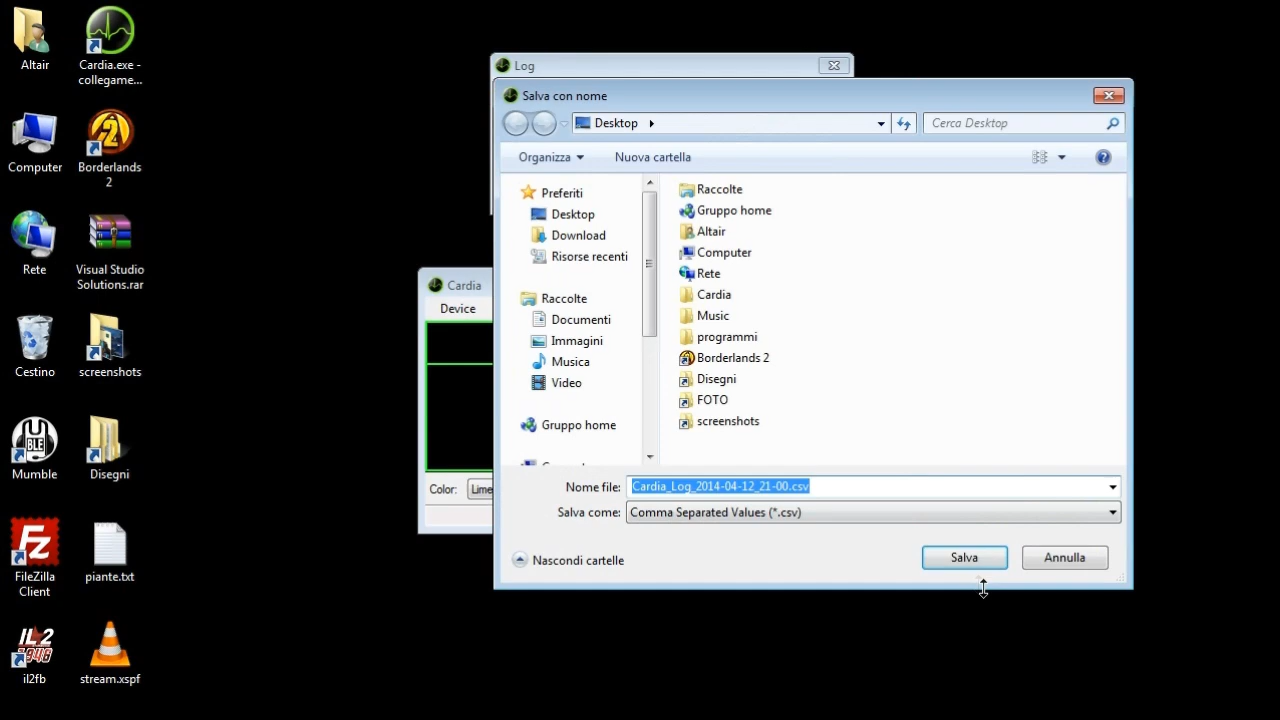 Altair
Cardia.exe -
collegame...
Computer
Borderlands
2
Rete
Visual Studio
Solutions.rar
Cestino
screenshots
Mumble
Disegni
FileZilla
Client
piante.txt
il2fb
stream.xspf
Log
Salva con nome
Desktop
Cerca Desktop
Organizza
Nuova cartella
Preferiti
Desktop
Download
Risorse recenti
Raccolte
Documenti
Immagini
Musica
Video
Gruppo home
Raccolte
Gruppo home
Altair
Computer
Rete
Cardia
Music
programmi
Borderlands 2
Disegni
FOTO
screenshots
Nome file:
Cardia_Log_2014-04-12_21-00.csv
Salva come:
Comma Separated Values (*.csv)
Nascondi cartelle
Salva
Annulla
Cardia
Device
Color:
Lime